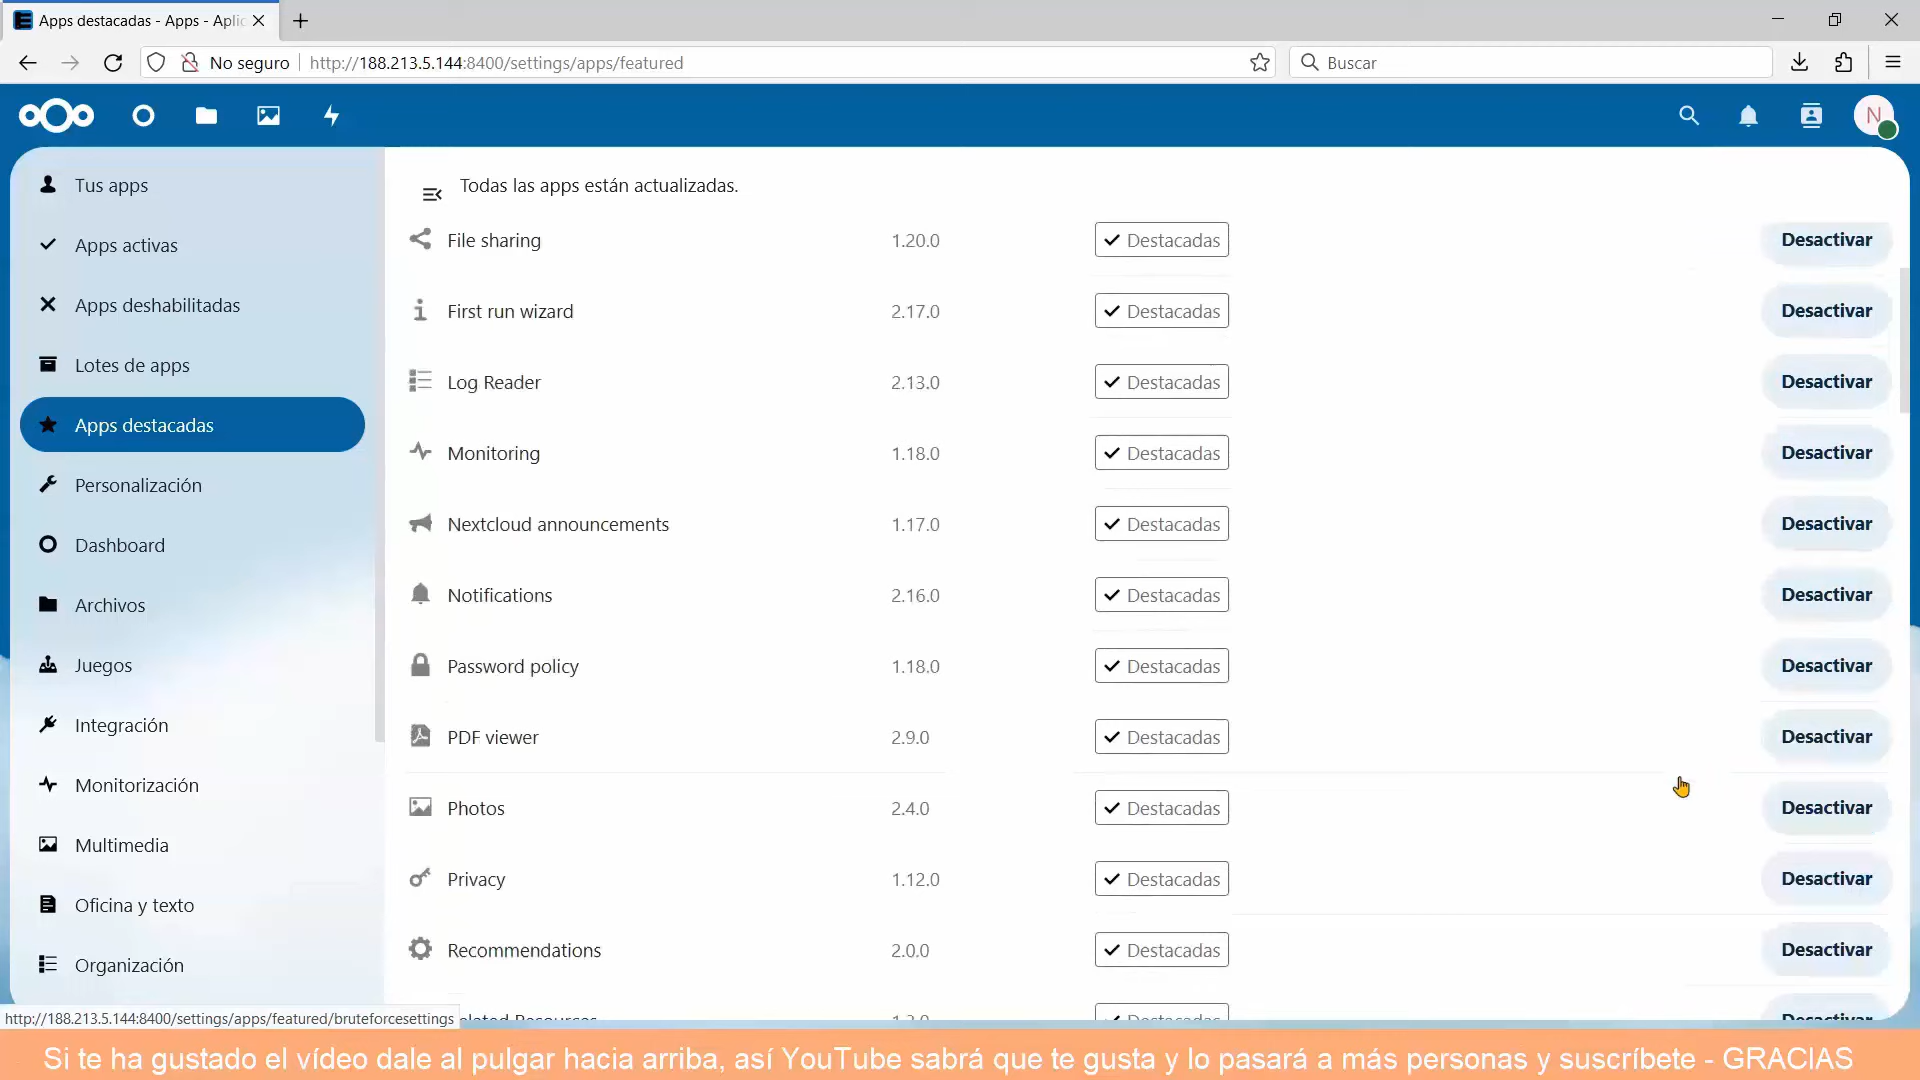 Apps destacadas - Apps - Aplic
No seguro
http://188.213.5.144:8400/settings/apps/featured
Buscar
N
Tus apps
Apps activas
Apps deshabilitadas
Lotes de apps
Apps destacadas
Personalización
Dashboard
Archivos
Juegos
Integración
Monitorización
Multimedia
Oficina y texto
Organización
Todas las apps están actualizadas.
File sharing 1.20.0 Destacadas Desactivar
First run wizard 2.17.0 Destacadas Desactivar
Log Reader 2.13.0 Destacadas Desactivar
Monitoring 1.18.0 Destacadas Desactivar
Nextcloud announcements 1.17.0 Destacadas Desactivar
Notifications 2.16.0 Destacadas Desactivar
Password policy 1.18.0 Destacadas Desactivar
PDF viewer 2.9.0 Destacadas Desactivar
Photos 2.4.0 Destacadas Desactivar
Privacy 1.12.0 Destacadas Desactivar
Recommendations 2.0.0 Destacadas Desactivar
Resources Destacadas Desactivar
http://188.213.5.144:8400/settings/apps/featured/bruteforcesettings
Si te ha gustado el vídeo dale al pulgar hacia arriba, así YouTube sabrá que te gusta y lo pasará a más personas y suscríbete - GRACIAS